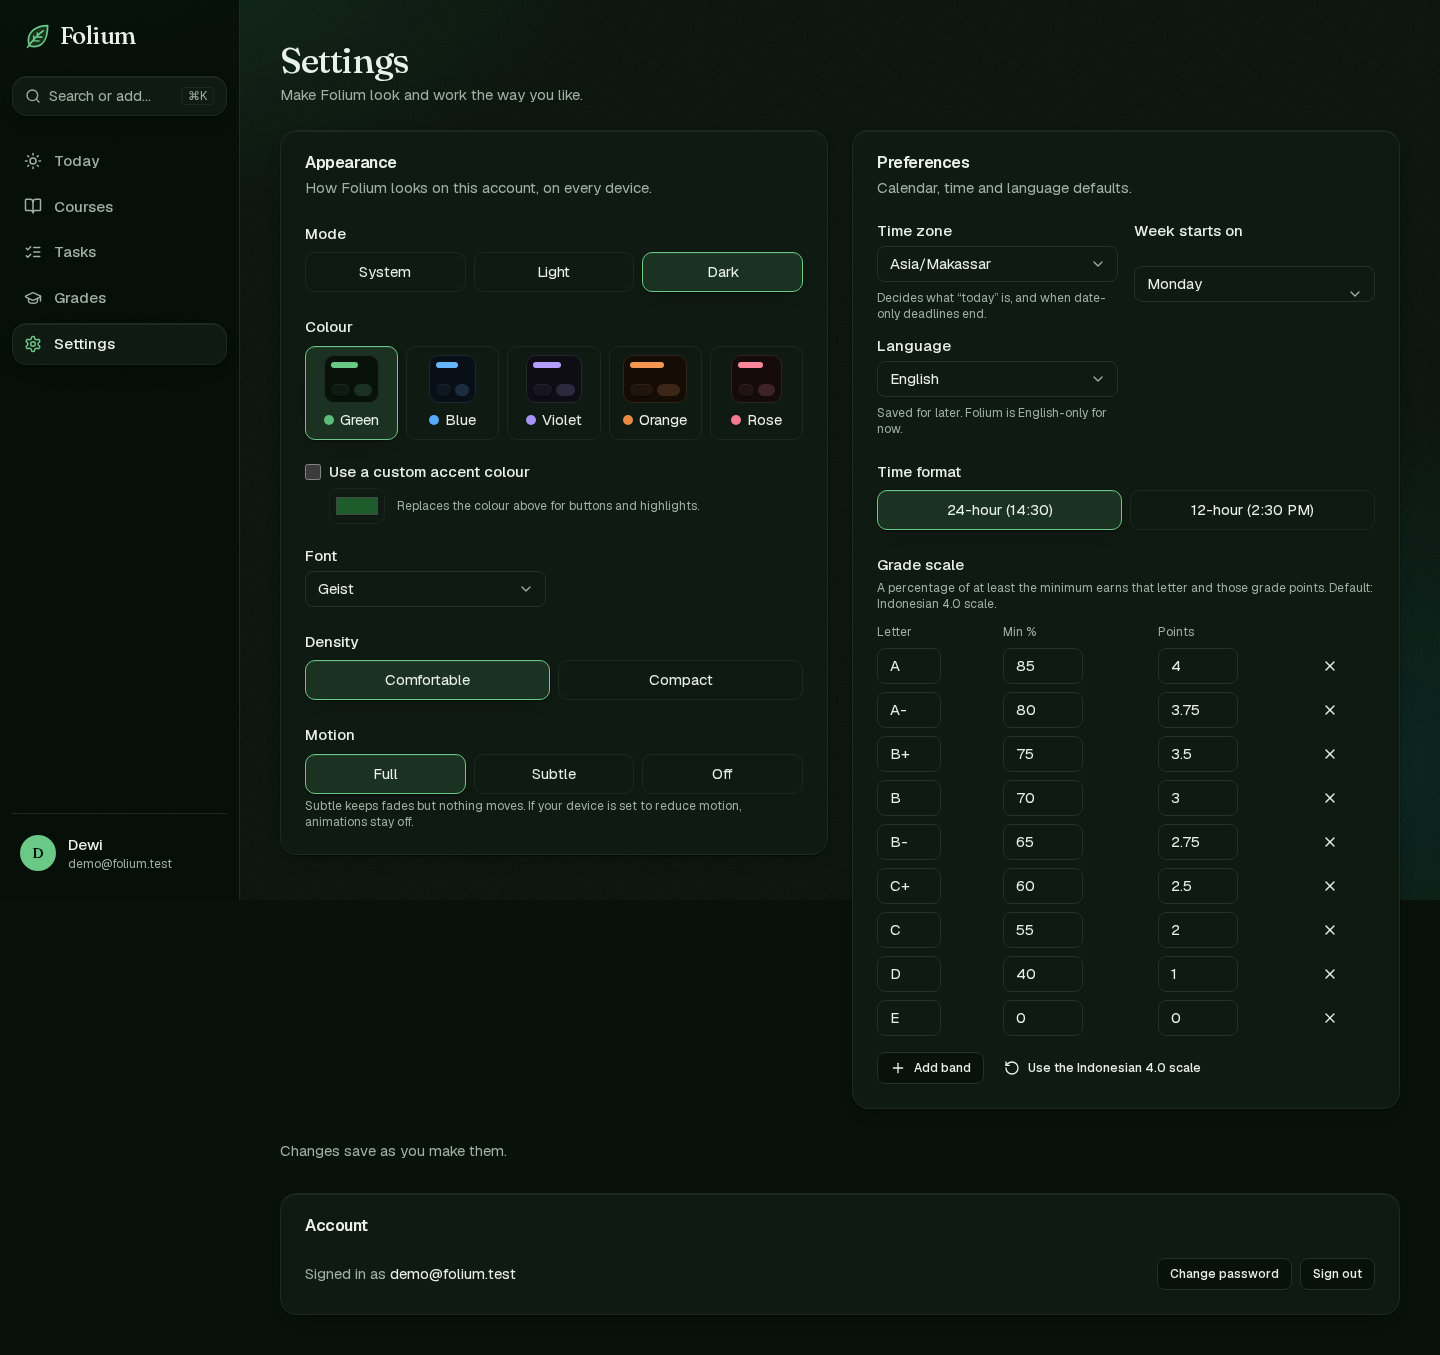 Folium
Search or add...
⌘K
Today
Courses
Tasks
Grades
Settings
D
Dewi
demo@folium.test
Settings
Make Folium look and work the way you like.
Appearance
How Folium looks on this account, on every device.
Mode
System
Light
Dark
Colour
Green
Blue
Violet
Orange
Rose
Use a custom accent colour
Replaces the colour above for buttons and highlights.
Font
Geist
Density
Comfortable
Compact
Motion
Full
Subtle
Off
Subtle keeps fades but nothing moves. If your device is set to reduce motion,
animations stay off.
Preferences
Calendar, time and language defaults.
Time zone
Asia/Makassar
Decides what “today” is, and when date-
only deadlines end.
Week starts on
Monday
Language
English
Saved for later. Folium is English-only for
now.
Time format
24-hour (14:30)
12-hour (2:30 PM)
Grade scale
A percentage of at least the minimum earns that letter and those grade points. Default:
Indonesian 4.0 scale.
Letter Min % Points
A 85 4
A- 80 3.75
B+ 75 3.5
B 70 3
B- 65 2.75
C+ 60 2.5
C 55 2
D 40 1
E 0 0
Add band
Use the Indonesian 4.0 scale
Changes save as you make them.
Account
Signed in as demo@folium.test
Change password
Sign out